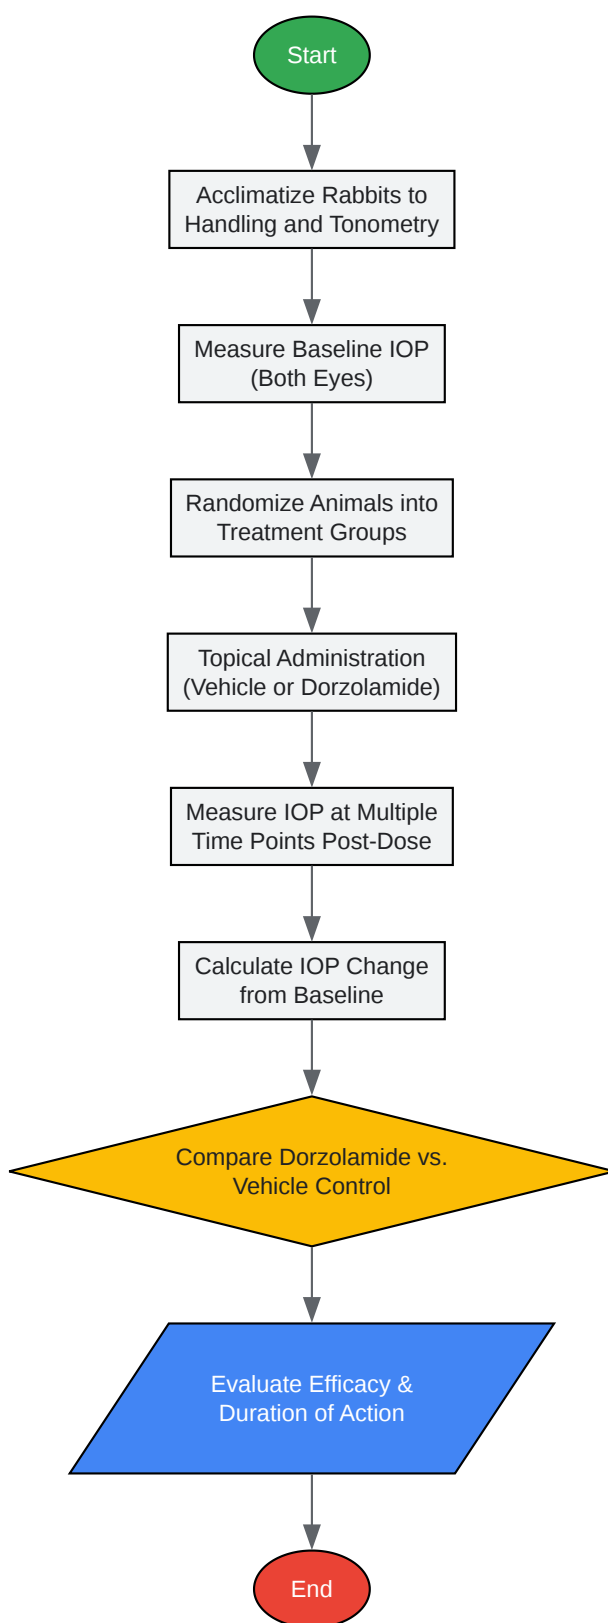 Start
Acclimatize Rabbits to
Handling and Tonometry
Measure Baseline IOP
(Both Eyes)
Randomize Animals into
Treatment Groups
Topical Administration
(Vehicle or Dorzolamide)
Measure IOP at Multiple
Time Points Post-Dose
Calculate IOP Change
from Baseline
Compare Dorzolamide vs.
Vehicle Control
Evaluate Efficacy &
Duration of Action
End